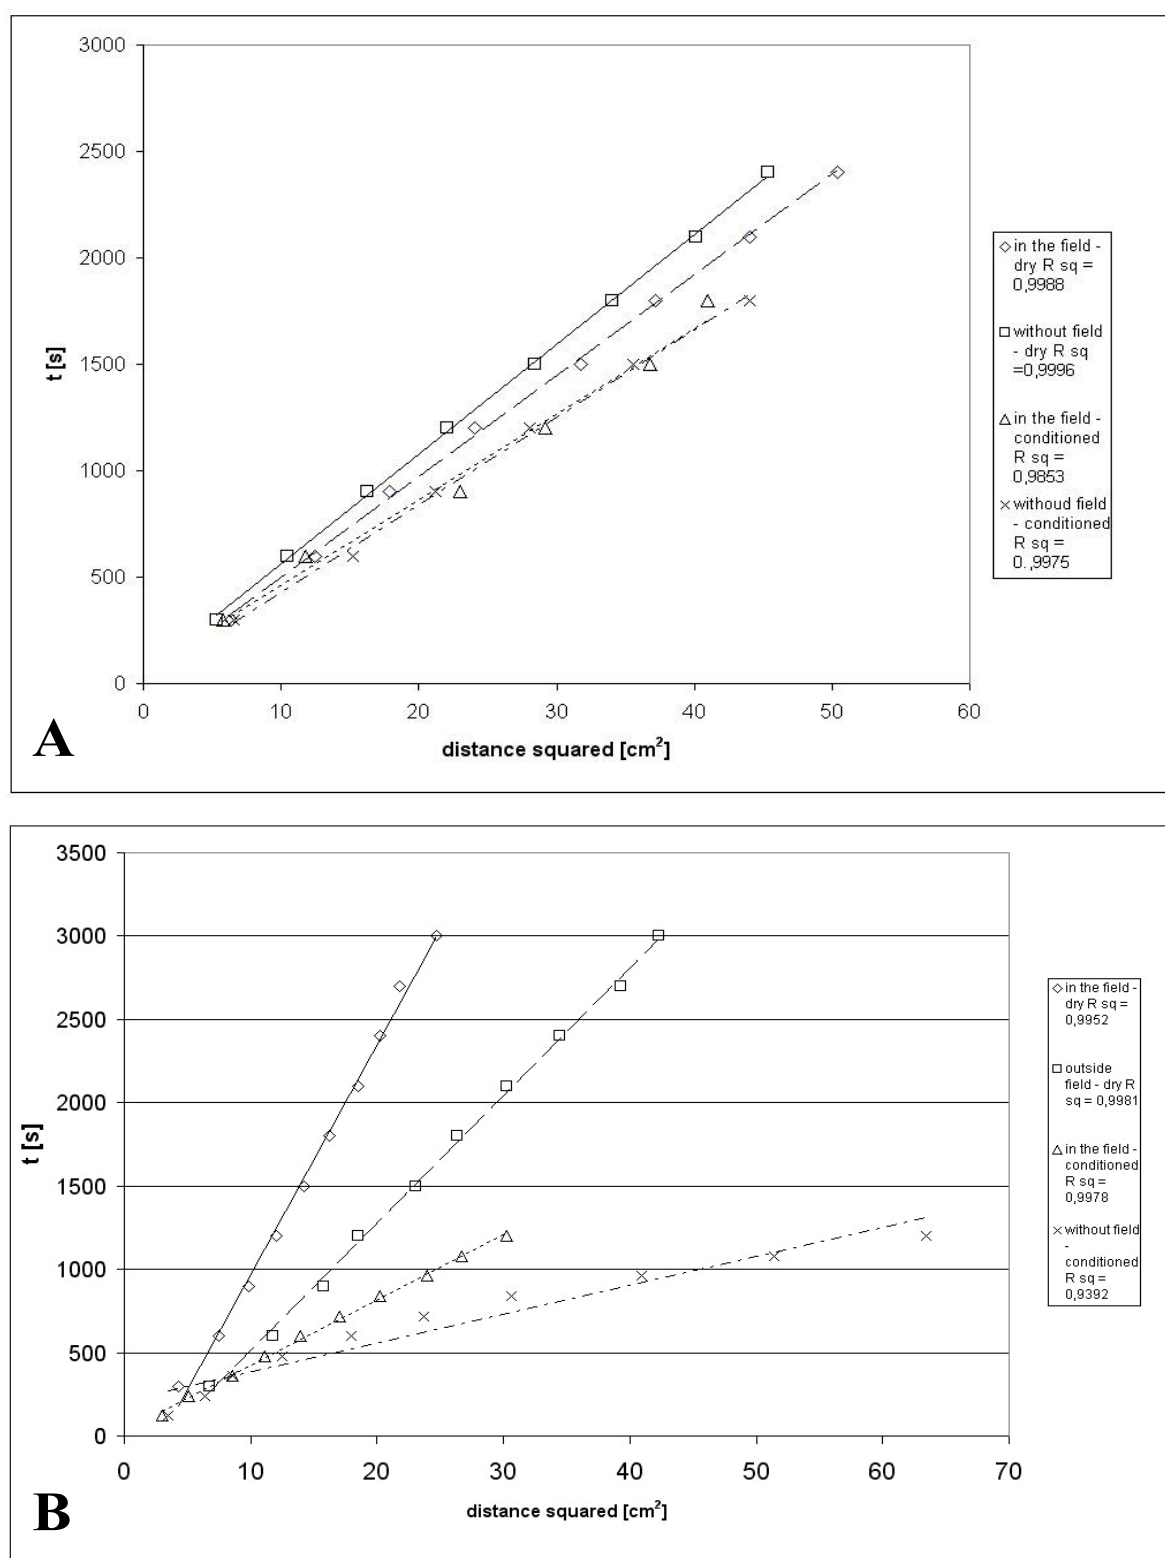 3000
2500
2000
1500
1000
500
0
t [s]
0 10 20 30 40 50 60
distance squared [cm²]
in the field -
dry R sq =
0,9988
without field
- dry R sq
=0,9996
in the field -
conditioned
R sq =
0,9853
withoud field
- conditioned
R sq =
0.,9975
A
3500
3000
2500
2000
1500
1000
500
0
t [s]
0 10 20 30 40 50 60 70
distance squared [cm²]
in the field -
dry R sq =
0,9952
outside
field - dry R
sq = 0,9981
in the field -
conditioned
R sq =
0,9978
without field
-
conditioned
R sq =
0,9392
B